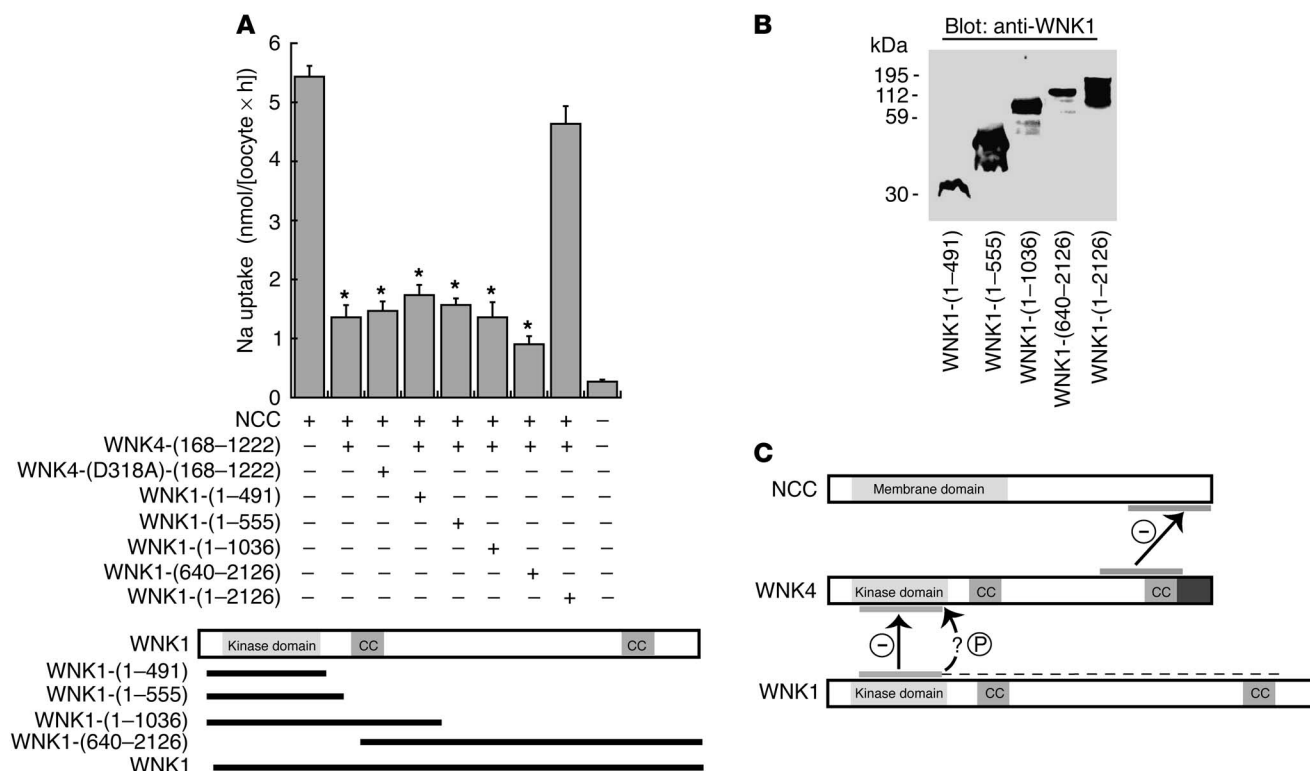 A
Na uptake (nmol/[oocyte × h])
6
5
4
3
2
1
0
* * * * * *
NCC + + + + + + + + –
WNK4-(168–1222) – + – + + + + + –
WNK4-(D318A)-(168–1222) – – + – – – – – –
WNK1-(1–491) – – – + – – – – –
WNK1-(1–555) – – – – + – – – –
WNK1-(1–1036) – – – – – + – – –
WNK1-(640–2126) – – – – – – + – –
WNK1-(1–2126) – – – – – – – + –
WNK1 Kinase domain CC CC
WNK1-(1–491)
WNK1-(1–555)
WNK1-(1–1036)
WNK1-(640–2126)
WNK1
B
Blot: anti-WNK1
kDa
195 -
112 -
59 -
30 -
WNK1-(1–491)
WNK1-(1–555)
WNK1-(1–1036)
WNK1-(640–2126)
WNK1-(1–2126)
C
NCC Membrane domain
–
WNK4 Kinase domain CC CC
– ? P
WNK1 Kinase domain CC CC